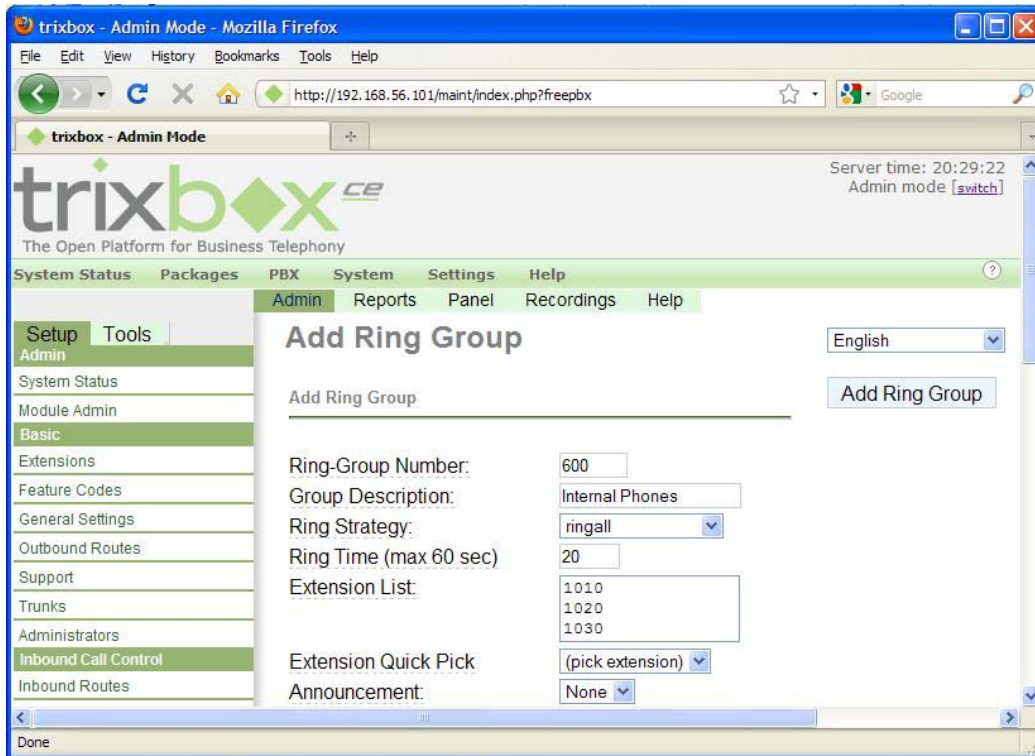 trixbox - Admin Mode - Mozilla Firefox
File Edit View History Bookmarks Tools Help
http://192.168.56.101/maint/index.php?freepbx Google
trixbox - Admin Mode
Server time: 20:29:22
Admin mode [switch]
trixbox ce
The Open Platform for Business Telephony
System Status Packages PBX System Settings Help ?
Admin Reports Panel Recordings Help
Setup Tools
Add Ring Group
English
Admin
System Status
Add Ring Group
Add Ring Group
Module Admin
Basic
Extensions
Ring-Group Number: 600
Feature Codes
Group Description: Internal Phones
General Settings
Ring Strategy: ringall
Outbound Routes
Ring Time (max 60 sec) 20
Support
Extension List: 1010
1020
1030
Trunks
Administrators
Inbound Call Control
Extension Quick Pick (pick extension)
Inbound Routes
Announcement: None
Done